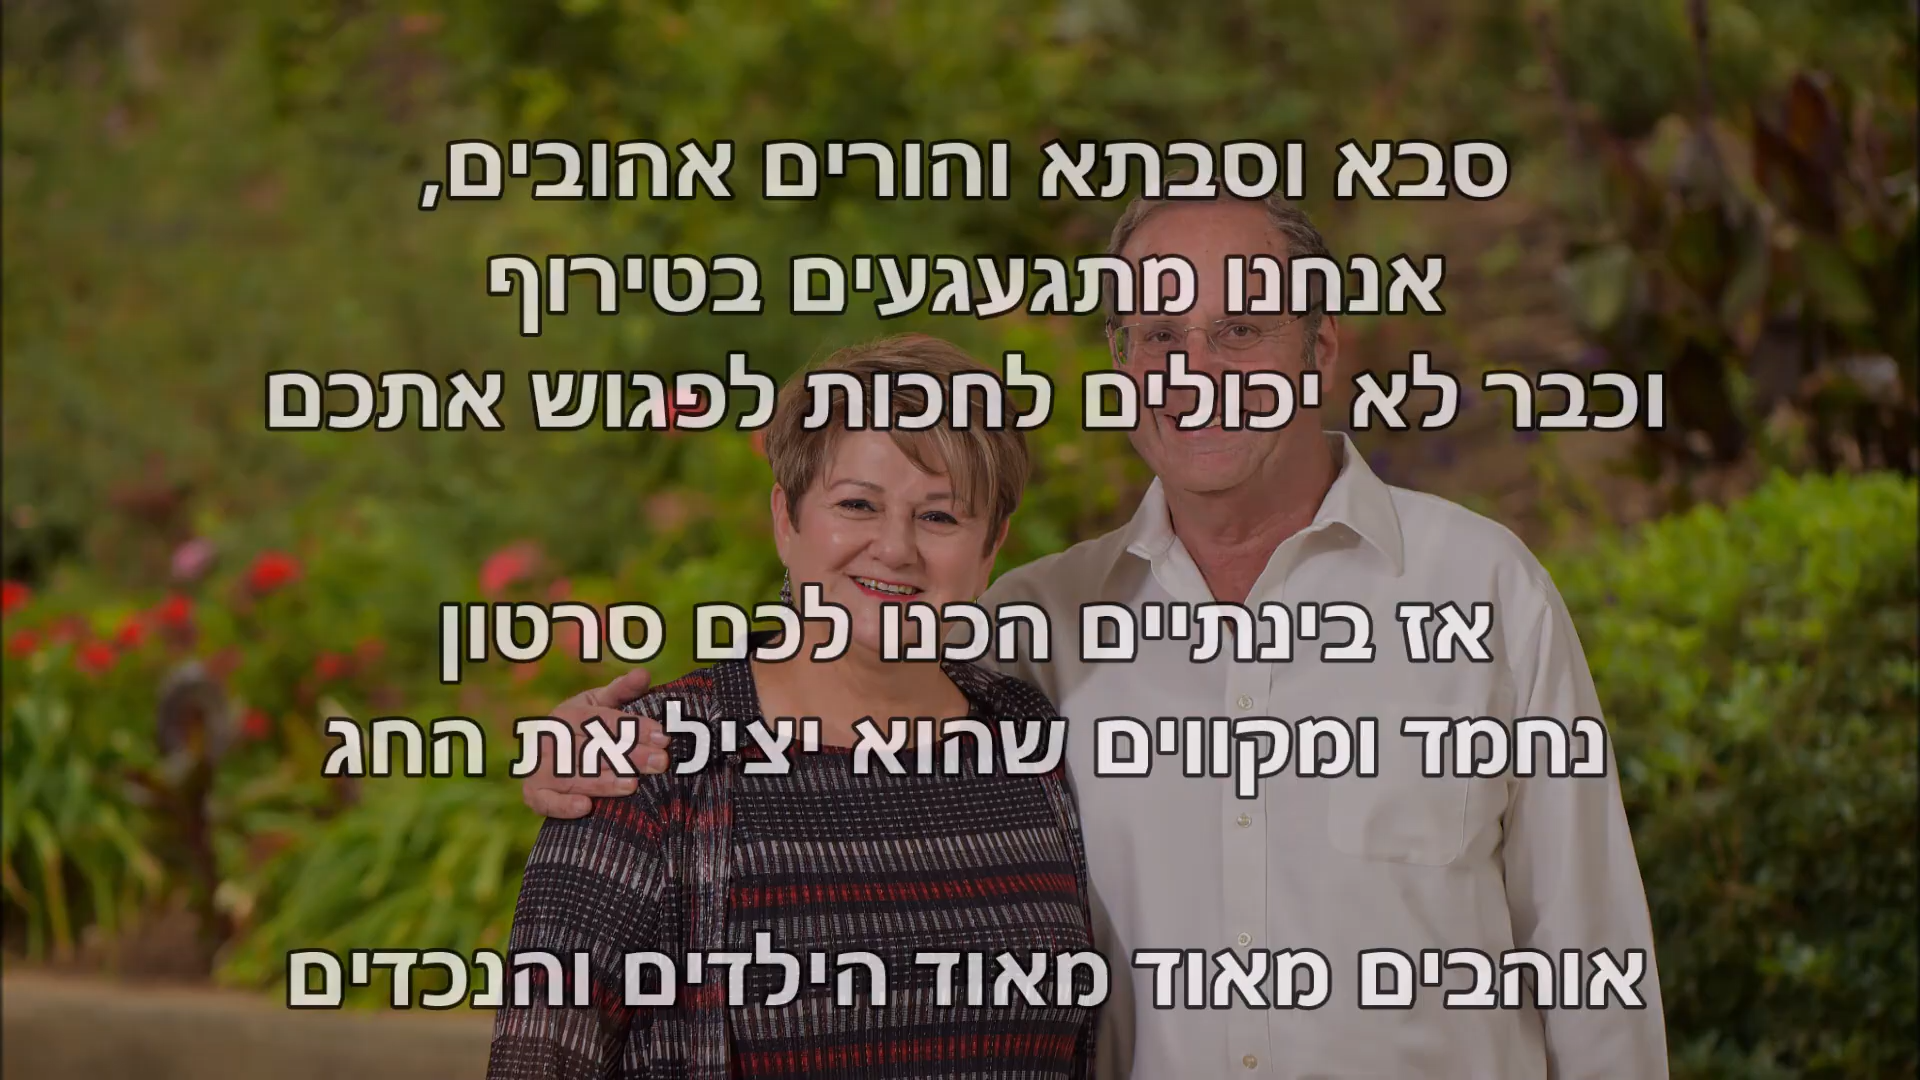 סבא וסבתא והורים אהובים,
אנחנו מתגעגעים בטירוף
וכבר לא יכולים לחכות לפגוש אתכם
אז בינתיים הכנו לכם סרטון
נחמד ומקווים שהוא יציל את החג
אוהבים מאוד מאוד הילדים והנכדים